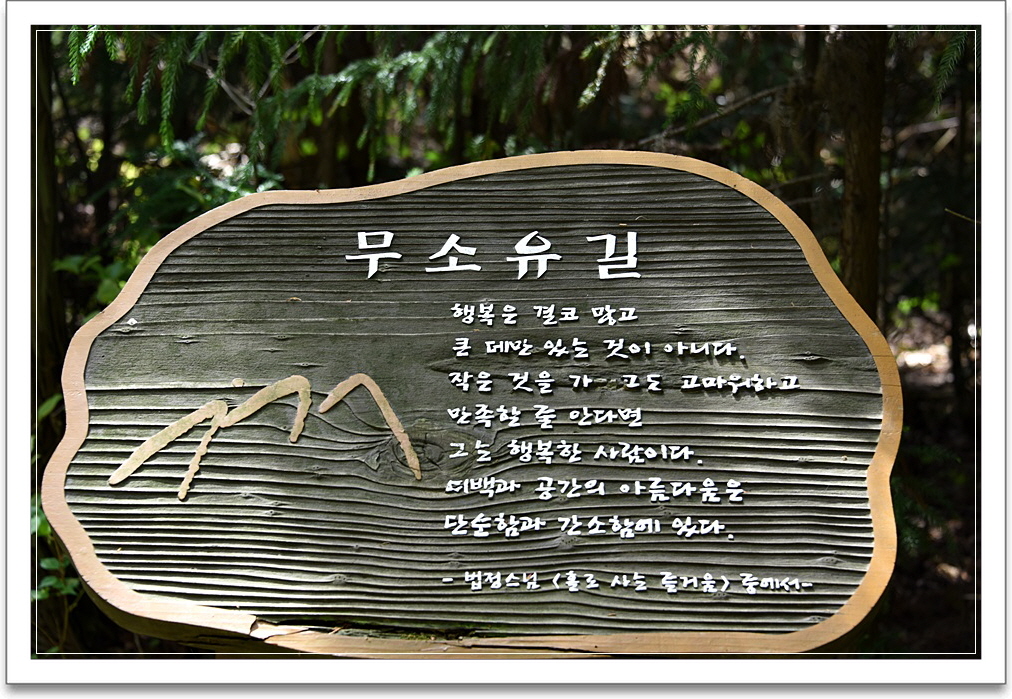 무소유길
행복은 결코 많고
큰 데만 있는 것이 아니다.
작은 것을 가 고도 고마워하고
만족할 줄 안다면
그는 행복한 사람이다.
여백과 공간의 아름다움은
단순함과 간소함에 있다.
- 법정스님 <홀로 사는 즐거움> 중에서-